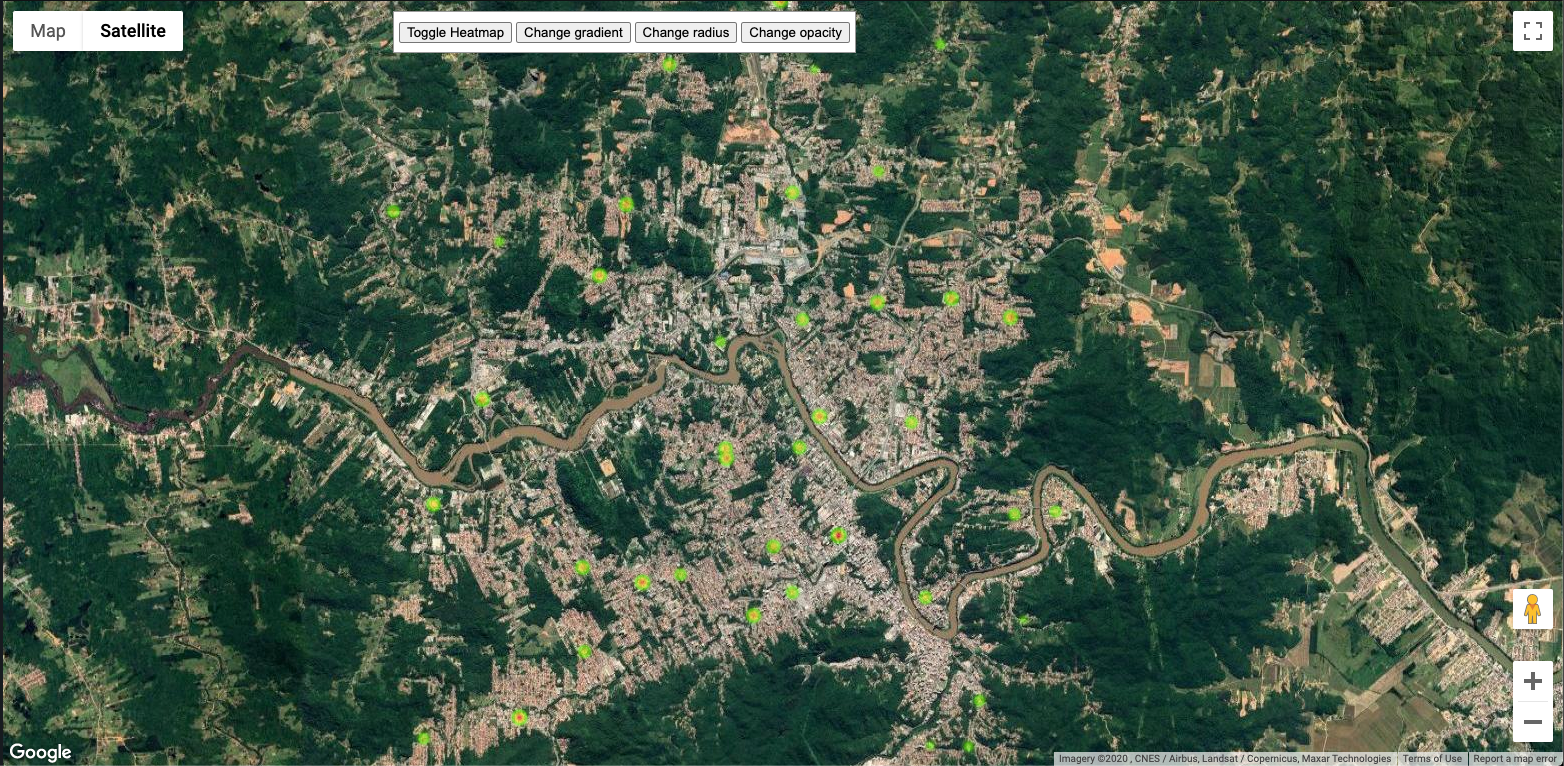 Map Satellite
Toggle Heatmap Change gradient Change radius Change opacity
Google
Imagery ©2020 , CNES / Airbus, Landsat / Copernicus, Maxar Technologies Terms of Use Report a map error